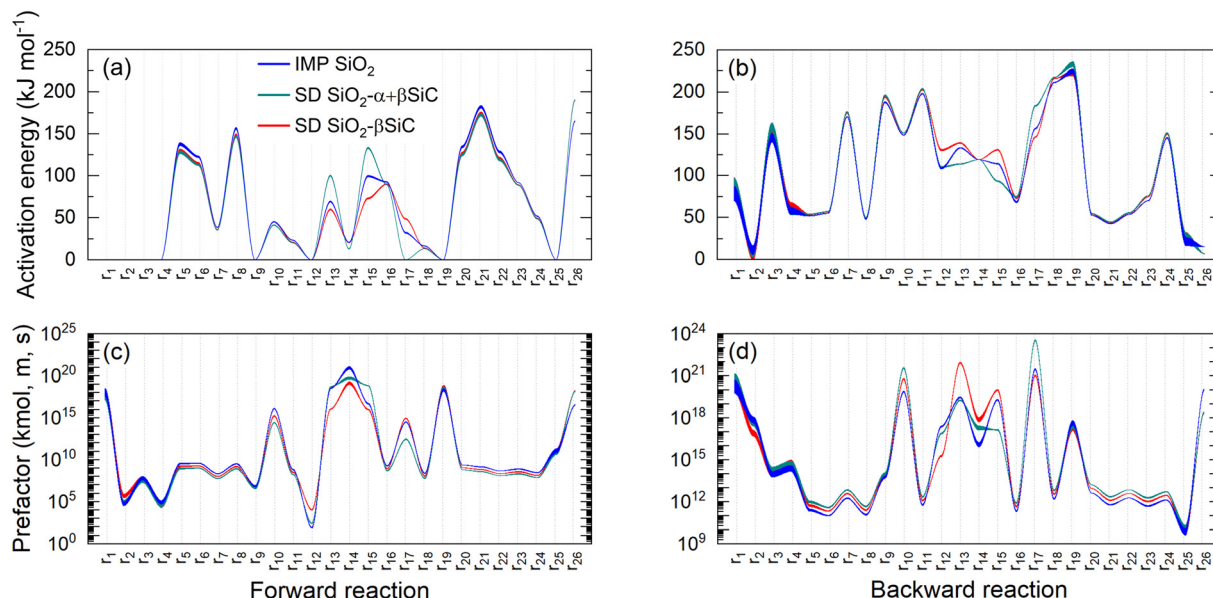 (a)
Activation energy (kJ mol⁻¹)
250
200
150
100
50
0
IMP SiO₂
SD SiO₂-α+βSiC
SD SiO₂-βSiC
r₁ r₂ r₃ r₄ r₅ r₆ r₇ r₈ r₉ r₁₀ r₁₁ r₁₂ r₁₃ r₁₄ r₁₅ r₁₆ r₁₇ r₁₈ r₁₉ r₂₀ r₂₁ r₂₂ r₂₃ r₂₄ r₂₅ r₂₆
(b)
Activation energy (kJ mol⁻¹)
250
200
150
100
50
0
r₁ r₂ r₃ r₄ r₅ r₆ r₇ r₈ r₉ r₁₀ r₁₁ r₁₂ r₁₃ r₁₄ r₁₅ r₁₆ r₁₇ r₁₈ r₁₉ r₂₀ r₂₁ r₂₂ r₂₃ r₂₄ r₂₅ r₂₆
(c)
Prefactor (kmol, m, s)
10²⁵
10²⁰
10¹⁵
10¹⁰
10⁵
10⁰
r₁ r₂ r₃ r₄ r₅ r₆ r₇ r₈ r₉ r₁₀ r₁₁ r₁₂ r₁₃ r₁₄ r₁₅ r₁₆ r₁₇ r₁₈ r₁₉ r₂₀ r₂₁ r₂₂ r₂₃ r₂₄ r₂₅ r₂₆
Forward reaction
(d)
Prefactor (kmol, m, s)
10²⁴
10²¹
10¹⁸
10¹⁵
10¹²
10⁹
r₁ r₂ r₃ r₄ r₅ r₆ r₇ r₈ r₉ r₁₀ r₁₁ r₁₂ r₁₃ r₁₄ r₁₅ r₁₆ r₁₇ r₁₈ r₁₉ r₂₀ r₂₁ r₂₂ r₂₃ r₂₄ r₂₅ r₂₆
Backward reaction